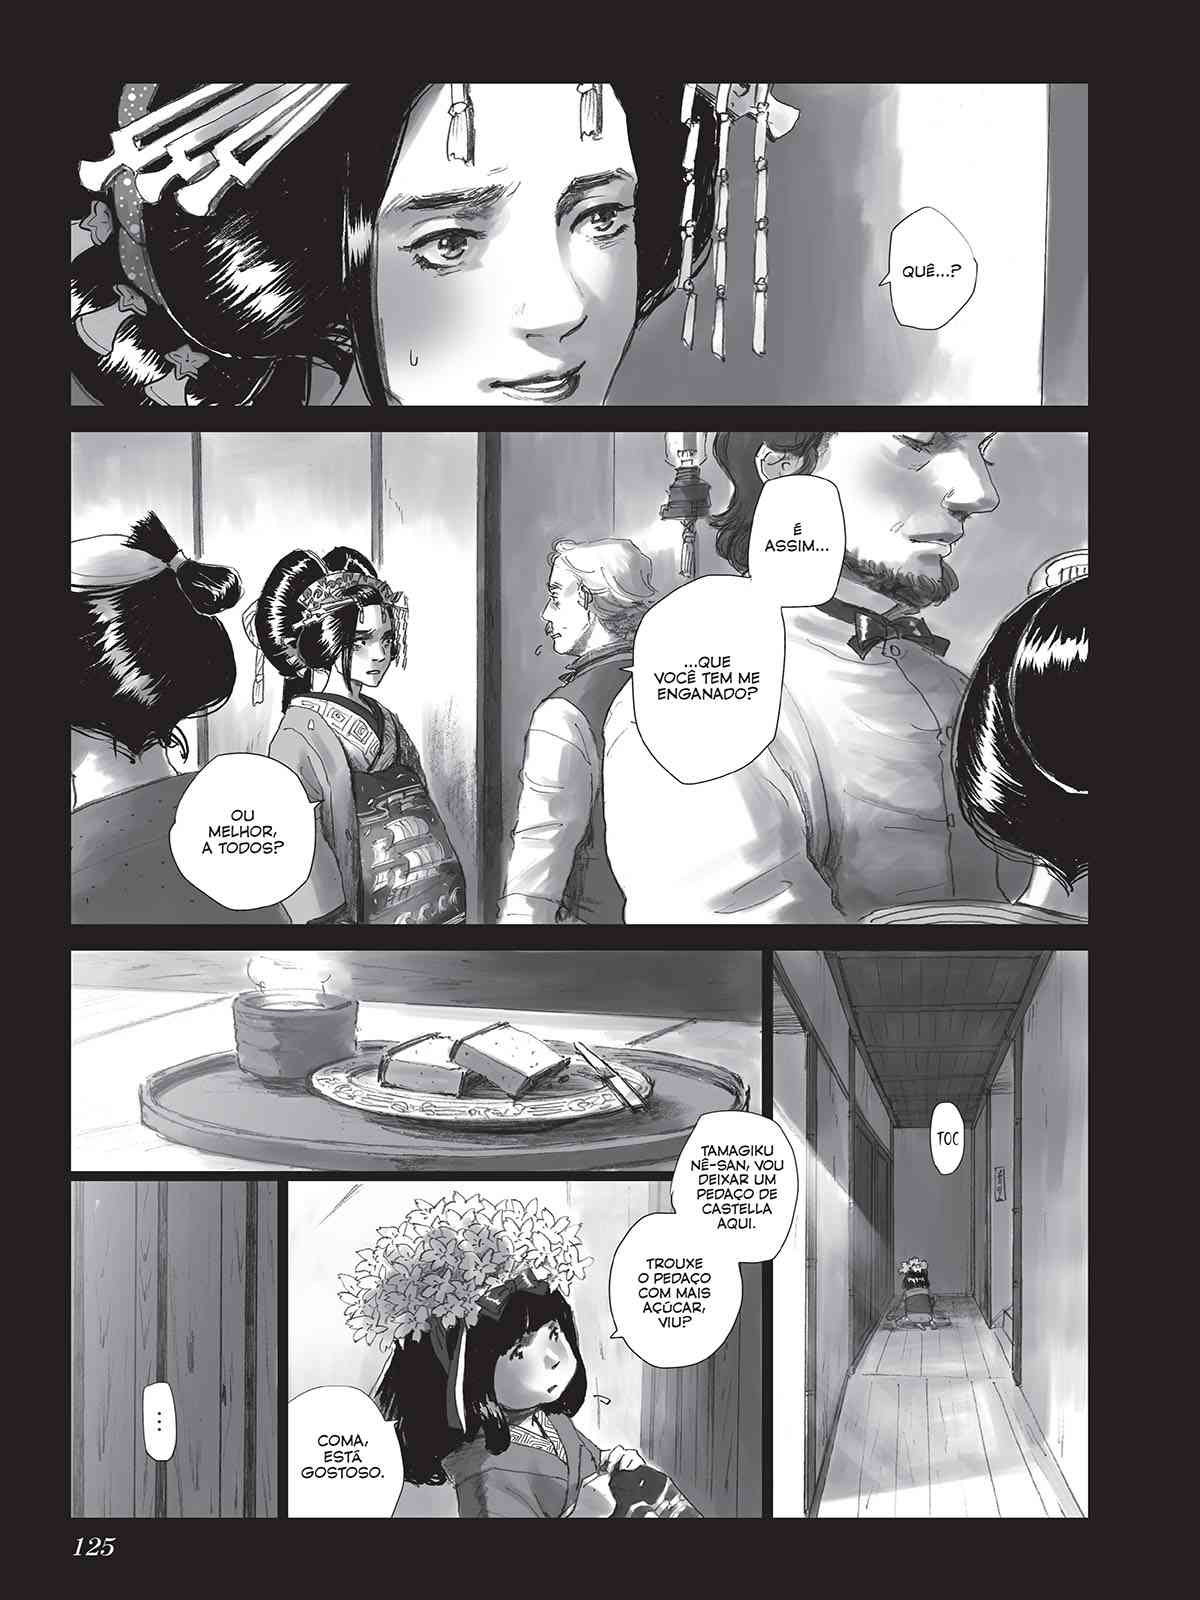 QUÊ...?
É
ASSIM...
...QUE
VOCÊ TEM ME
ENGANADO?
OU
MELHOR,
A TODOS?
TOC
TAMAGIKU
NÊ-SAN, VOU
DEIXAR UM
PEDAÇO DE
CASTELLA
AQUI.
TROUXE
O PEDAÇO
COM MAIS
AÇÚCAR,
VIU?
COMA,
ESTÁ
GOSTOSO.
...
125